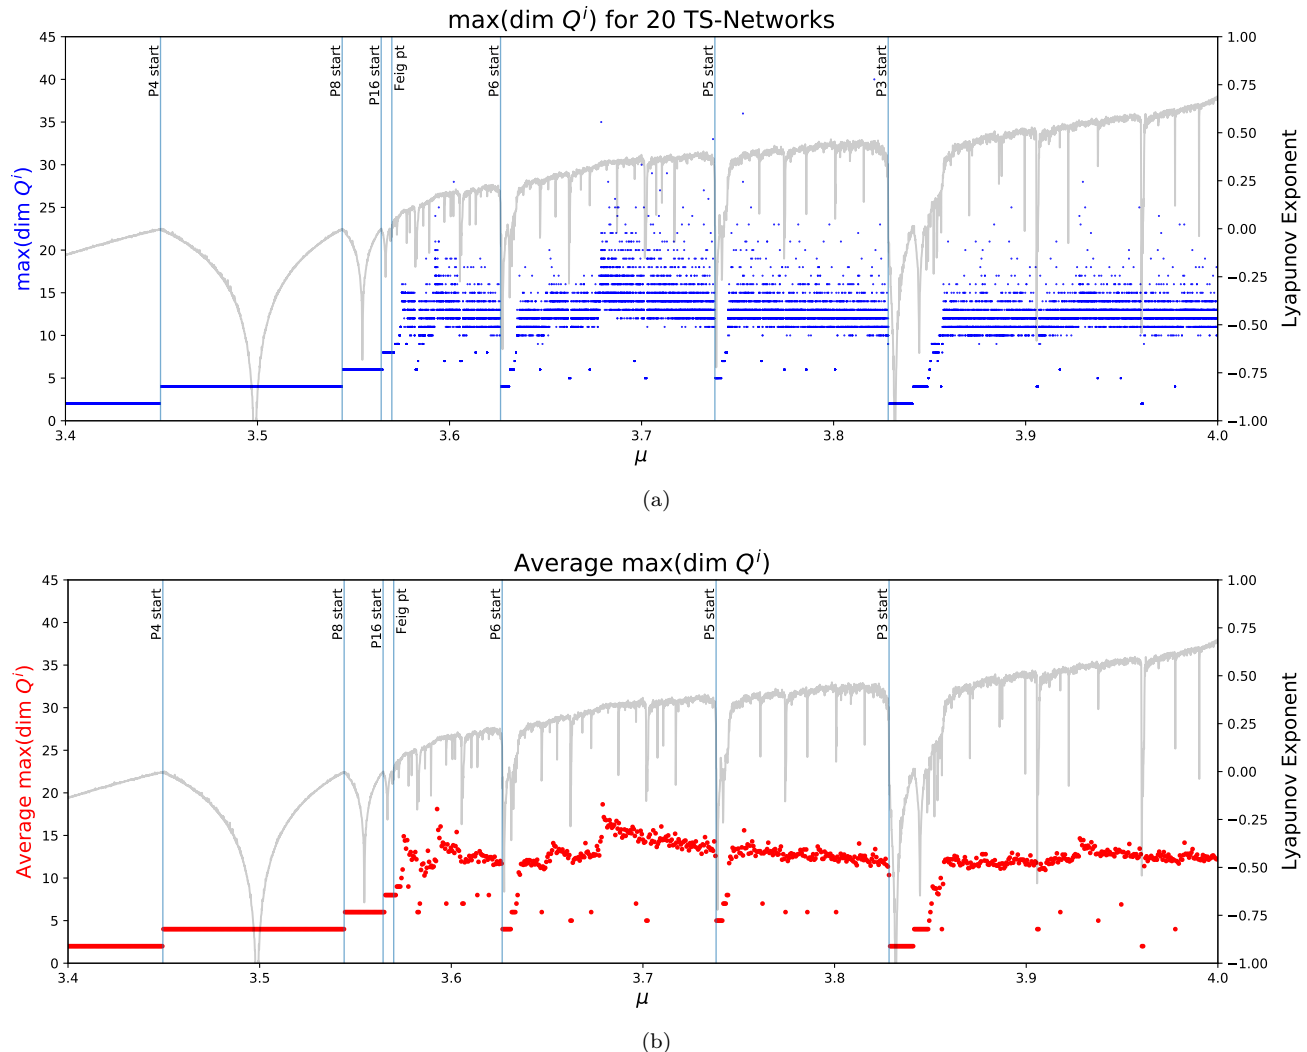 max(dim Qⁱ) for 20 TS-Networks
45
40
35
30
25
20
15
10
5
0
max(dim Qⁱ)
P4 start
P8 start
P16 start
Feig pt
P6 start
P5 start
P3 start
1.00
0.75
0.50
0.25
0.00
−0.25
−0.50
−0.75
−1.00
Lyapunov Exponent
3.4 3.5 3.6 3.7 3.8 3.9 4.0
μ
(a)
Average max(dim Qⁱ)
45
40
35
30
25
20
15
10
5
0
Average max(dim Qⁱ)
P4 start
P8 start
P16 start
Feig pt
P6 start
P5 start
P3 start
1.00
0.75
0.50
0.25
0.00
−0.25
−0.50
−0.75
−1.00
Lyapunov Exponent
3.4 3.5 3.6 3.7 3.8 3.9 4.0
μ
(b)